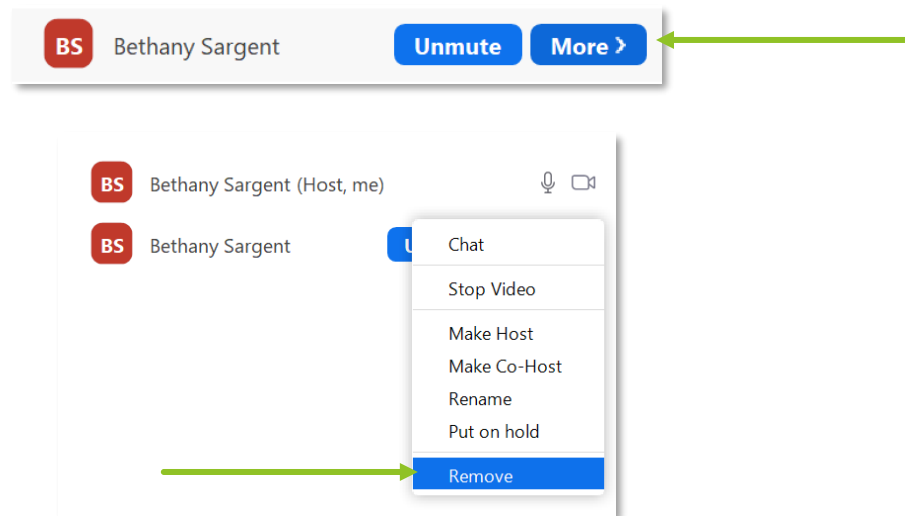 BS Bethany Sargent Unmute More >
BS Bethany Sargent (Host, me)
BS Bethany Sargent U
Chat
Stop Video
Make Host
Make Co-Host
Rename
Put on hold
Remove